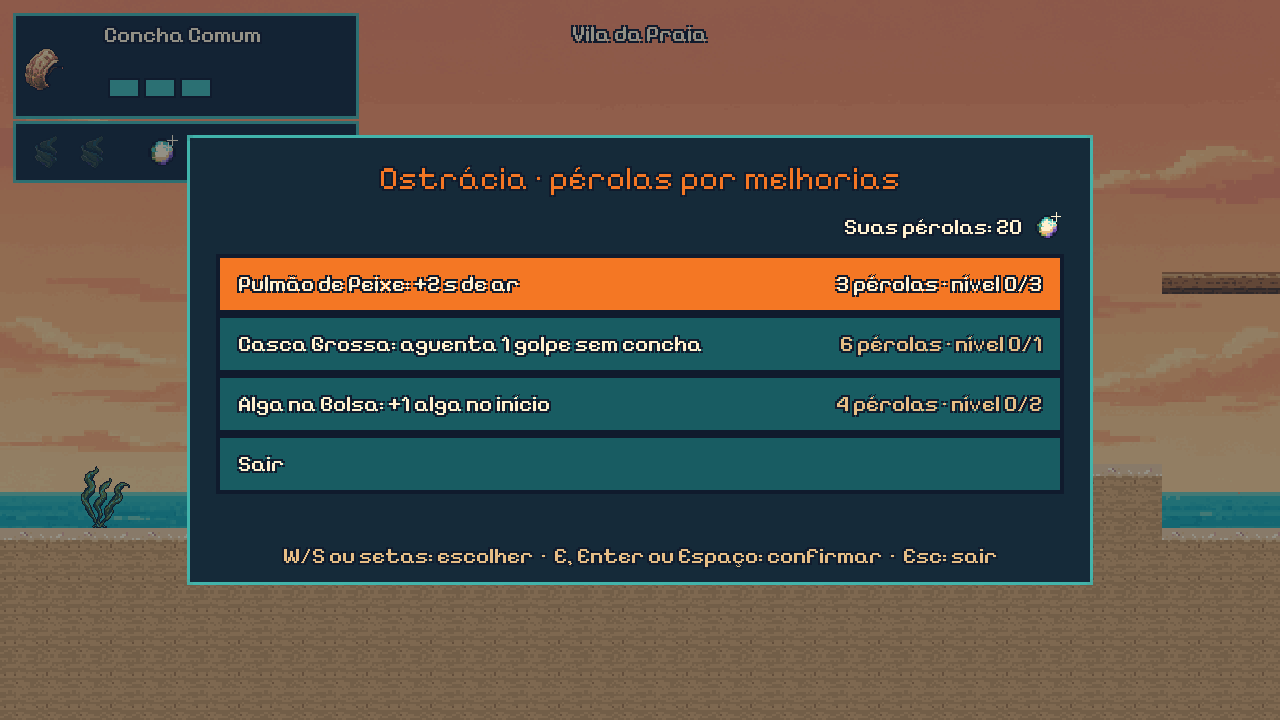 Concha Comum
Vila da Praia
Ostrácia · pérolas por melhorias
Suas pérolas: 20
Pulmão de Peixe: +2 s de ar
3 pérolas · nível 0/3
Casca Grossa: aguenta 1 golpe sem concha
6 pérolas · nível 0/1
Alga na Bolsa: +1 alga no início
4 pérolas · nível 0/2
Sair
W/S ou setas: escolher · E, Enter ou Espaço: confirmar · Esc: sair